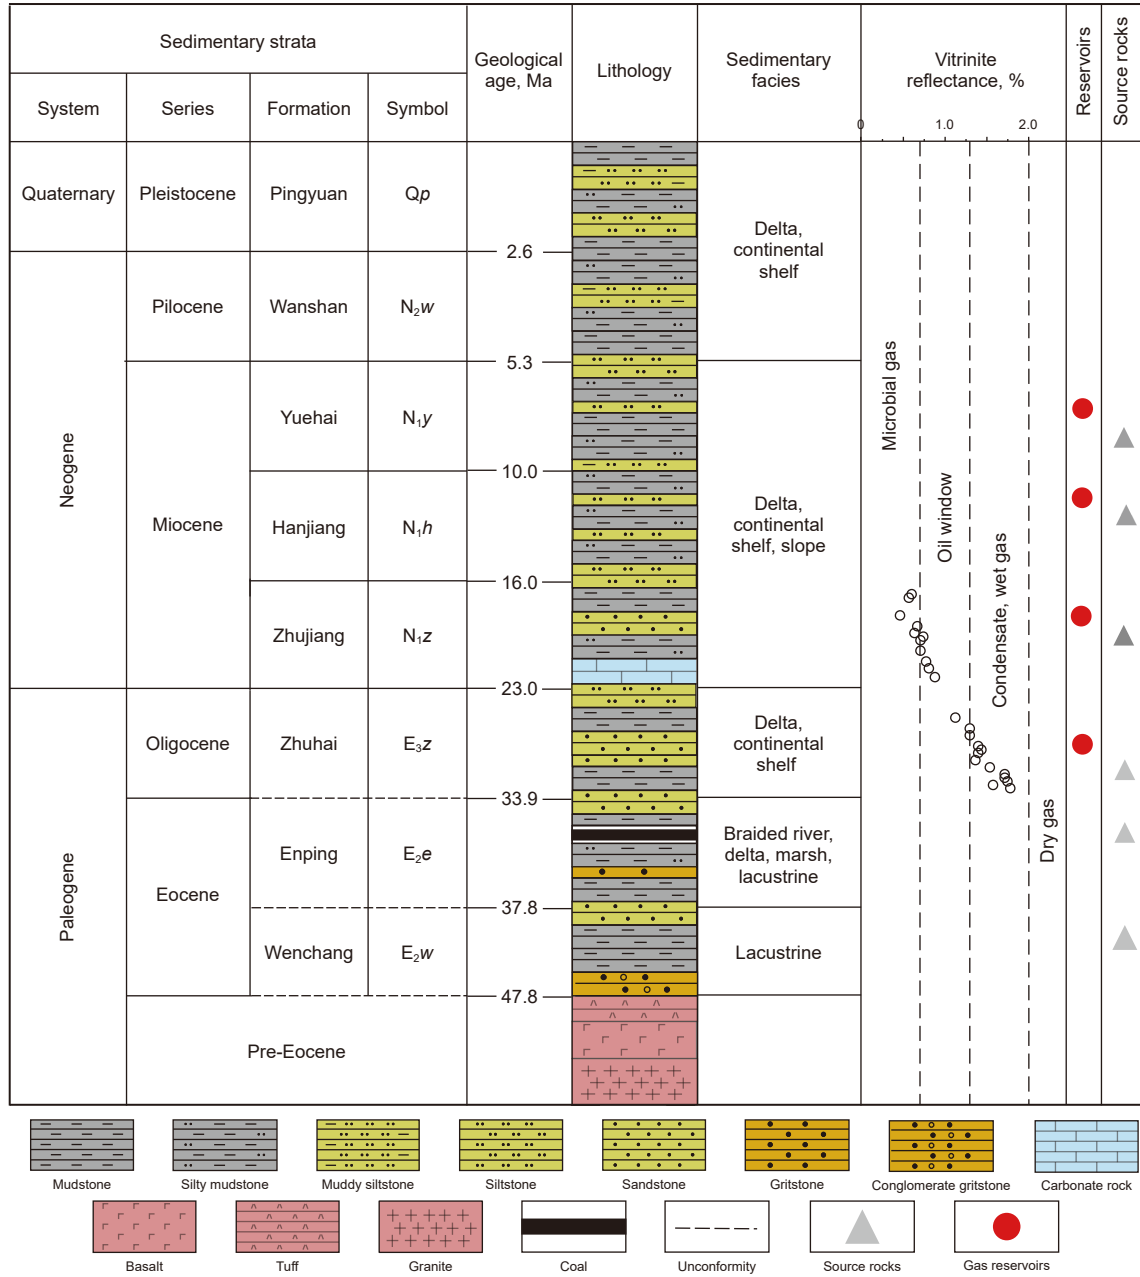 Sedimentary strata
Geological
age, Ma
Lithology
Sedimentary
facies
Vitrinite
reflectance, %
Reservoirs
Source rocks
System
Series
Formation
Symbol
0
1.0
2.0
Quaternary
Pleistocene
Pingyuan
Qp
Delta,
continental
shelf
2.6
Pilocene
Wanshan
N₂w
5.3
Neogene
Miocene
Yuehai
N₁y
10.0
Hanjiang
N₁h
Delta,
continental
shelf, slope
16.0
Zhujiang
N₁z
23.0
Microbial gas
Oil window
Condensate, wet gas
Dry gas
Paleogene
Oligocene
Zhuhai
E₃z
Delta,
continental
shelf
33.9
Eocene
Enping
E₂e
Braided river,
delta, marsh,
lacustrine
37.8
Wenchang
E₂w
Lacustrine
47.8
Pre-Eocene
Mudstone
Silty mudstone
Muddy siltstone
Siltstone
Sandstone
Gritstone
Conglomerate gritstone
Carbonate rock
Basalt
Tuff
Granite
Coal
Unconformity
Source rocks
Gas reservoirs